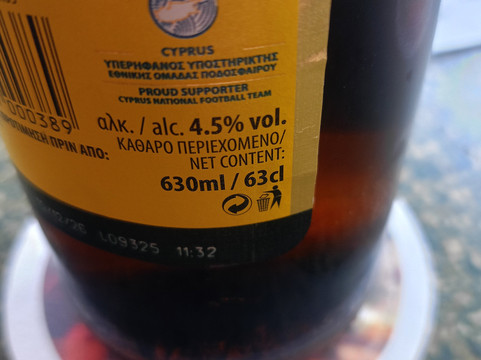 CYPRUS
ΥΠΕΡΗΦΑΝΟΣ ΥΠΟΣΤΗΡΙΚΤΗΣ
ΕΘΝΙΚΗΣ ΟΜΑΔΑΣ ΠΟΔΟΣΦΑΙΡΟΥ
PROUD SUPPORTER
CYPRUS NATIONAL FOOTBALL TEAM
000389
αλκ. / alc. 4.5% vol.
ΠΡΙΝ ΑΠΟ:
ΚΑΘΑΡΟ ΠΕΡΙΕΧΟΜΕΝΟ/
NET CONTENT:
630ml / 63cl
L09325 11:32